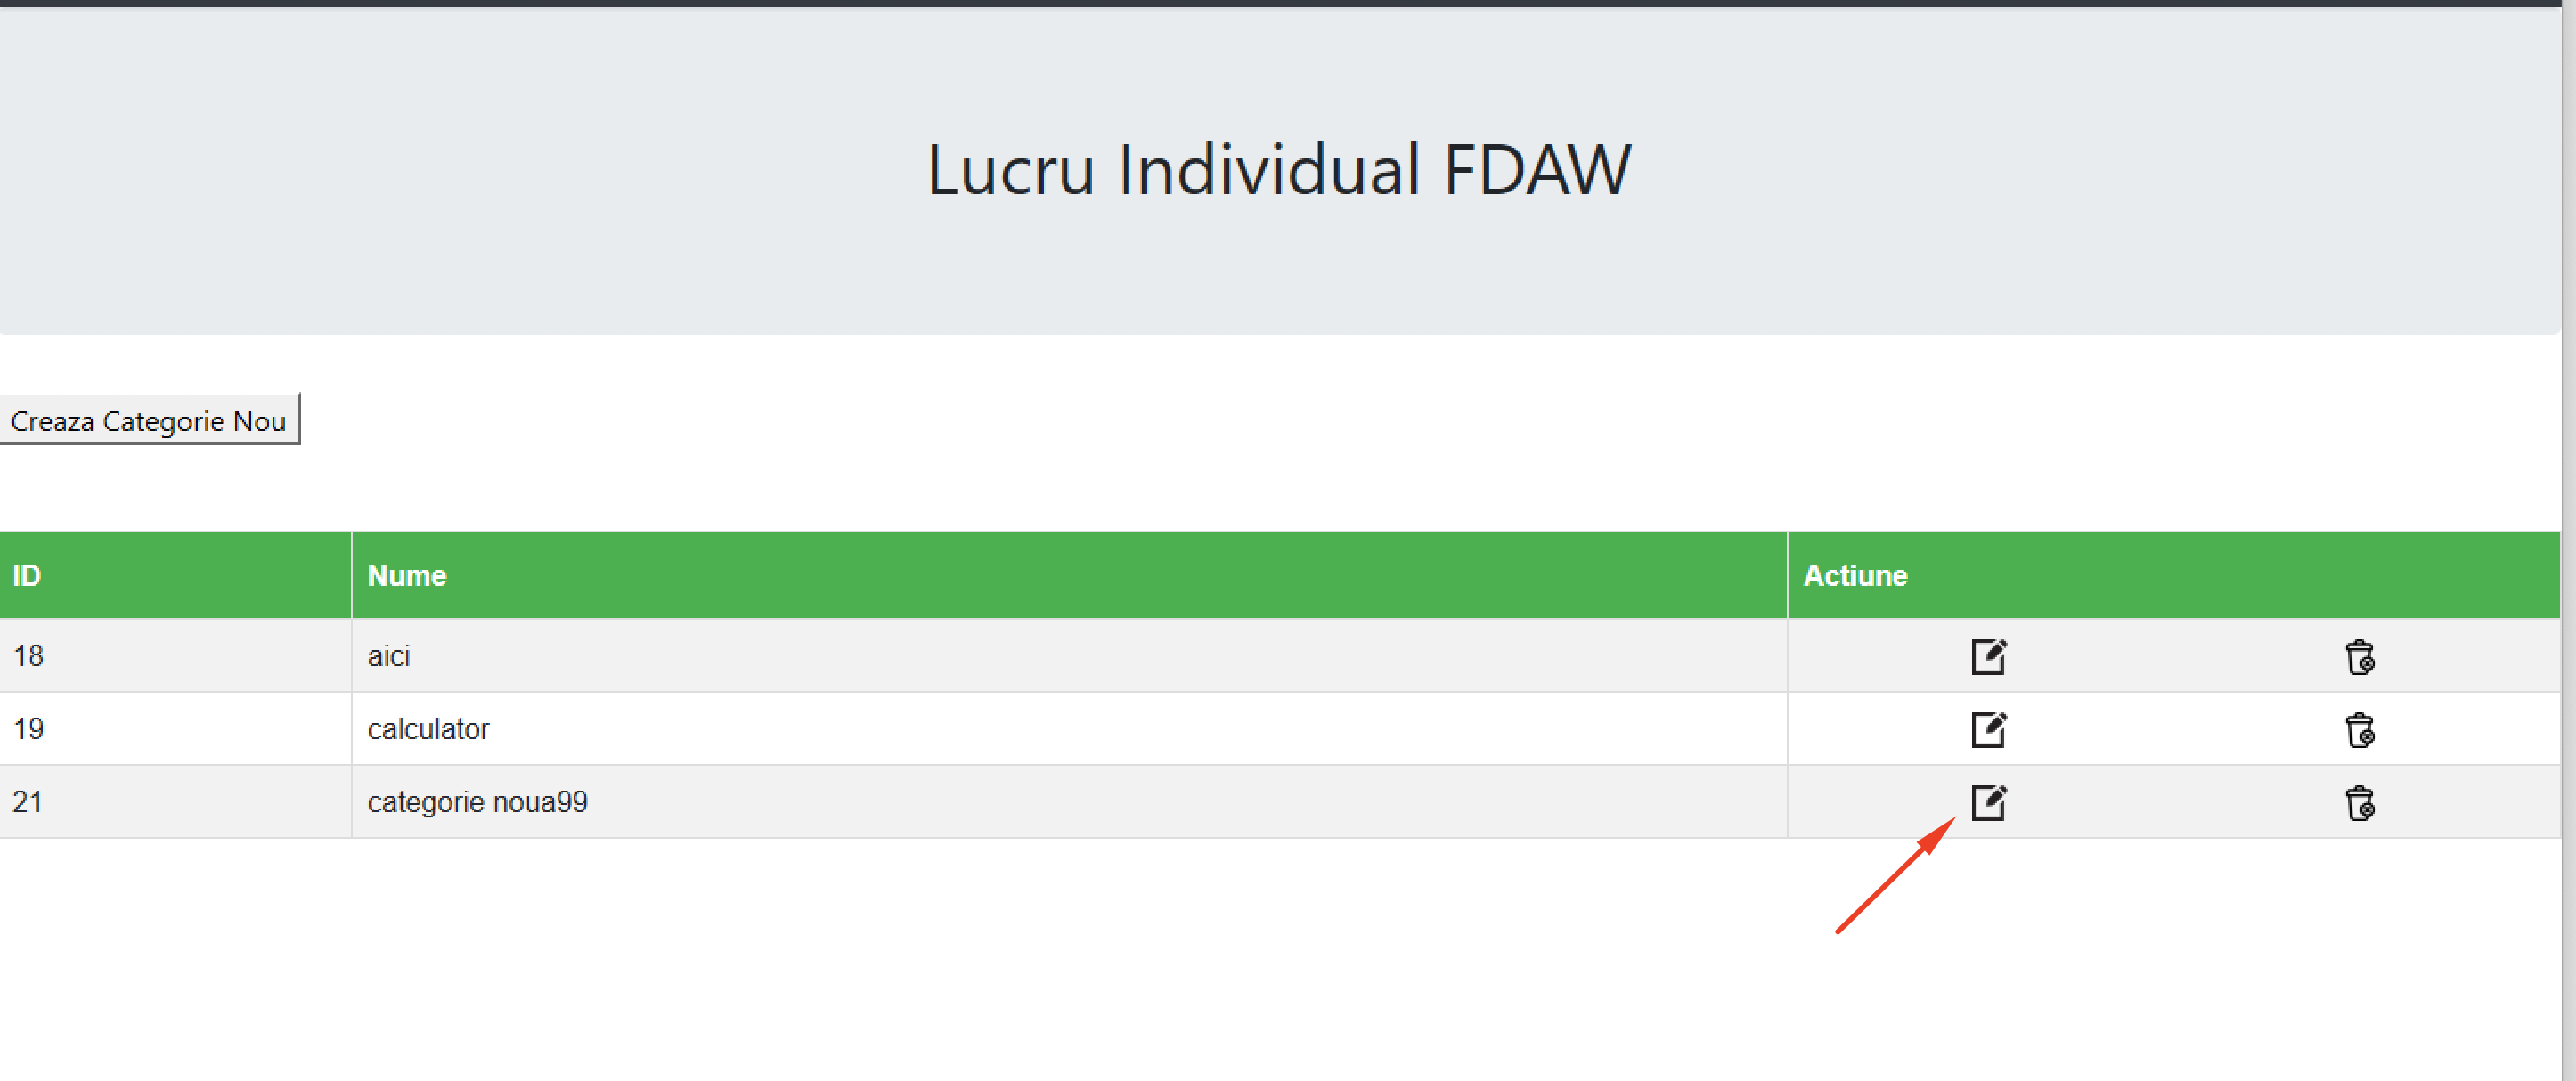 Lucru Individual FDAW
Creaza Categorie Nou
ID Nume Actiune
18 aici
19 calculator
21 categorie noua99